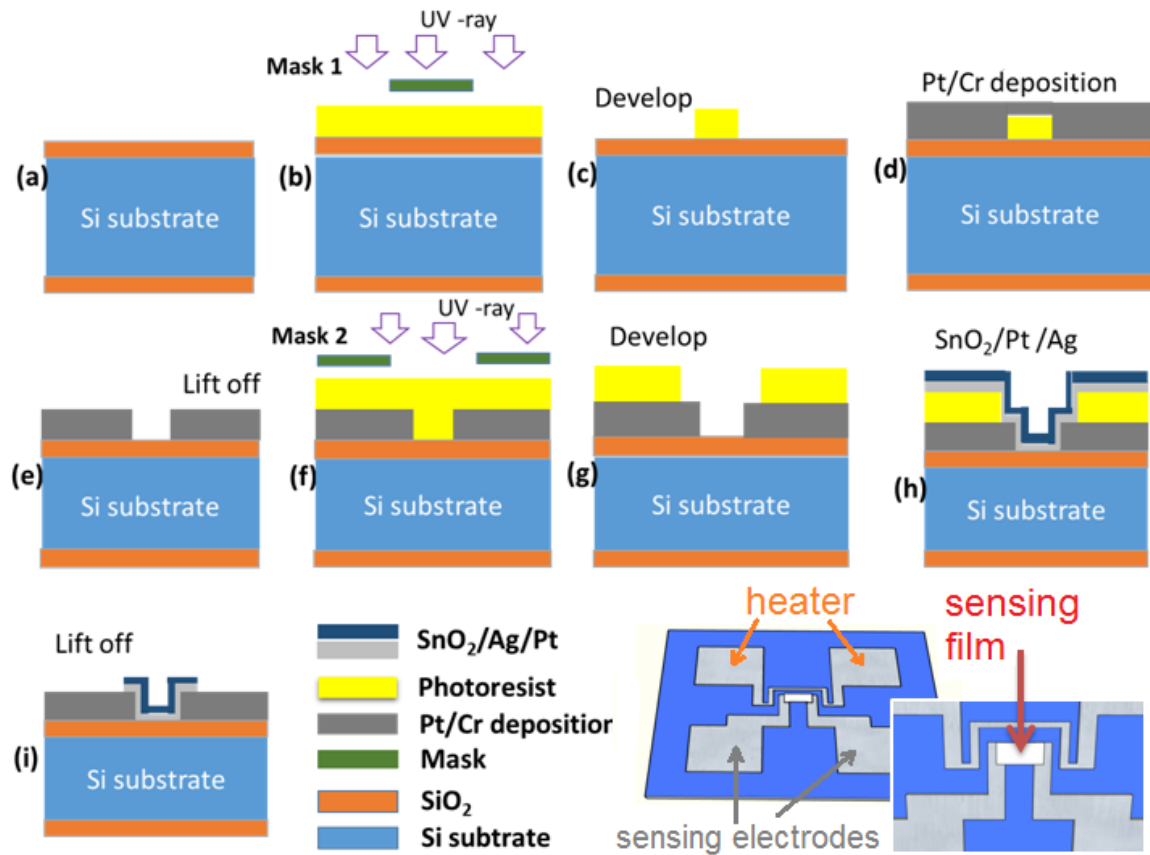 UV -ray
Mask 1
(a)
Si substrate
(b)
Si substrate
Develop
(c)
Si substrate
Pt/Cr deposition
(d)
Si substrate
Lift off
(e)
Si substrate
UV -ray
Mask 2
(f)
Si substrate
Develop
(g)
Si substrate
SnO₂/Pt /Ag
(h)
Si substrate
Lift off
(i)
Si substrate
SnO₂/Ag/Pt
Photoresist
Pt/Cr deposition
Mask
SiO₂
Si subtrate
heater
sensing
film
sensing electrodes